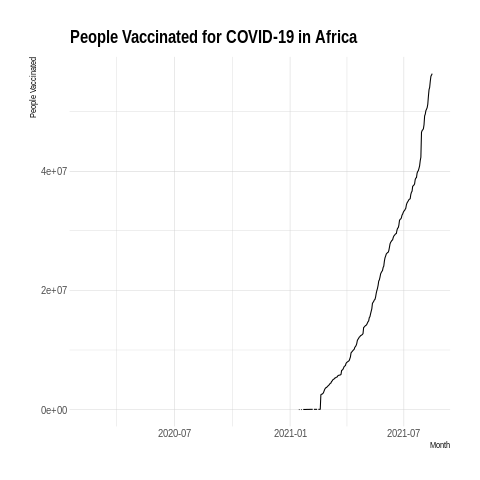 People Vaccinated for COVID-19 in Africa
People Vaccinated
4e+07
2e+07
0e+00
2020-07 2021-01 2021-07
Month